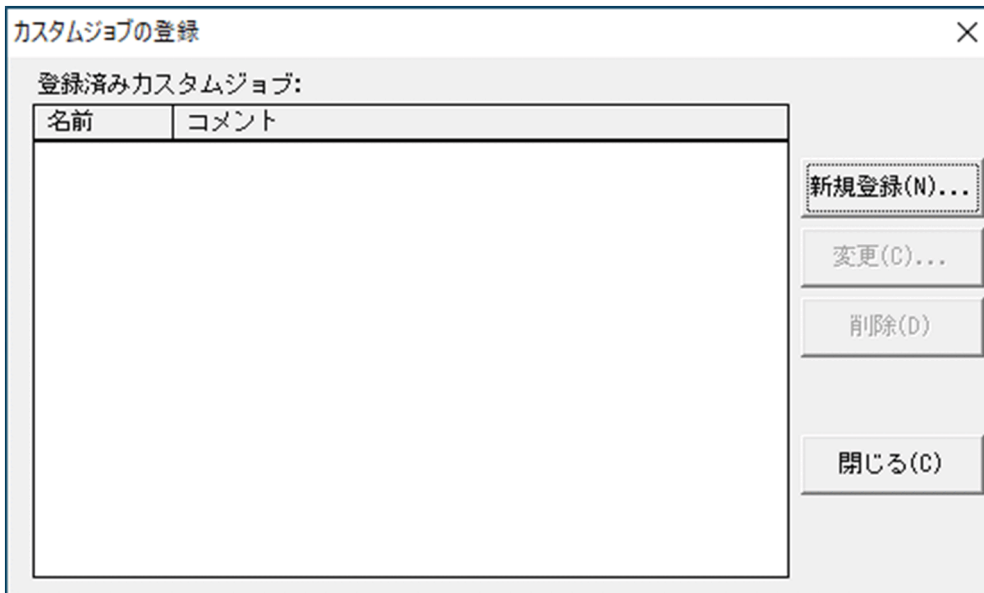 カスタムジョブの登録
登録済みカスタムジョブ:
名前 コメント
新規登録(N)...
変更(C)...
削除(D)
閉じる(C)